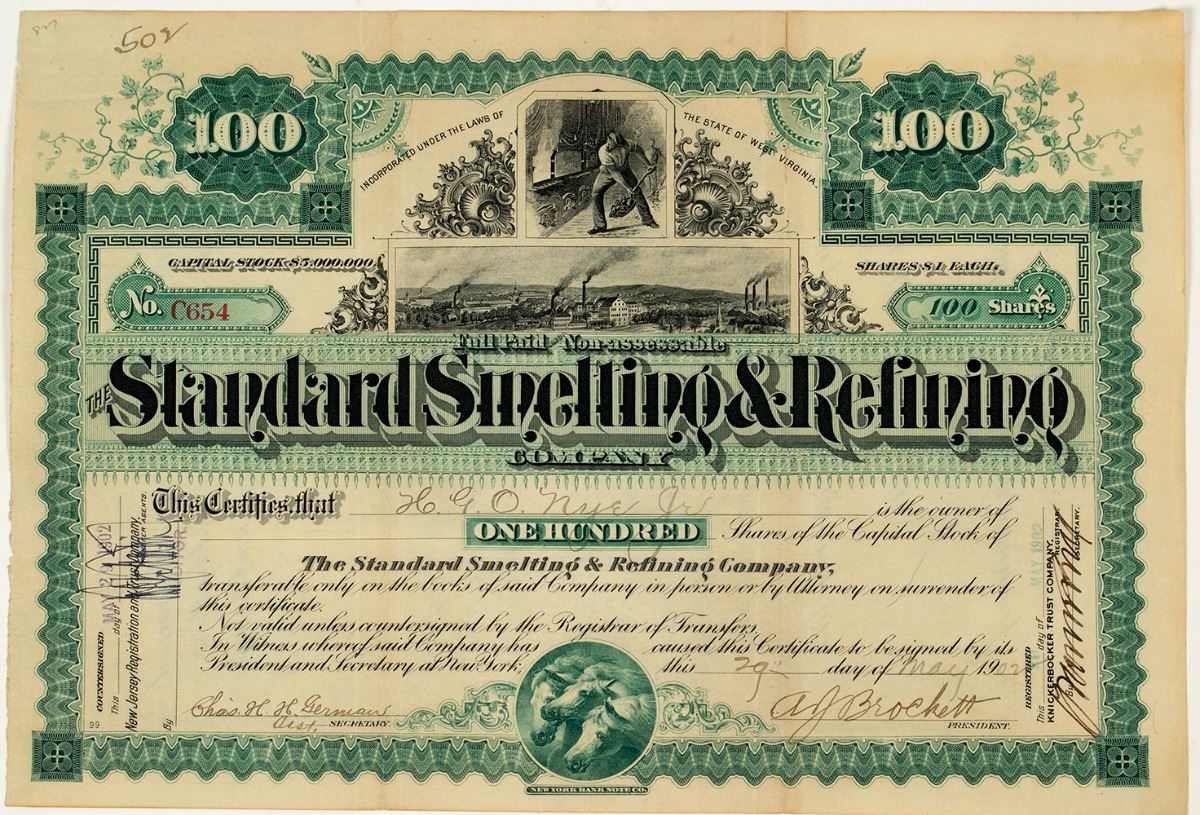 827
502
100
100
INCORPORATED UNDER THE LAWS OF THE STATE OF WEST VIRGINIA.
CAPITAL STOCK $3,000,000.
SHARES $1 EACH.
No. C654
100 Shares
Full Paid and Non-assessable
THE Standard Smelting & Refining
COMPANY
This Certifies, that H. G. O. Nye Jr is the owner of
ONE HUNDRED Shares of the Capital Stock of
The Standard Smelting & Refining Company,
transferable only on the books of said Company in person or by Attorney on surrender of
this certificate.
Not valid unless countersigned by the Registrar of Transfers.
In Witness whereof said Company has caused this Certificate to be signed by its
President and Secretary at New York, this 29" day of May 1902
Chas. H. H. German
Asst. SECRETARY.
A J Brockett
PRESIDENT.
COUNTERSIGNED
This day of MAY 29 1902
New Jersey Registration and Trust Company,
TRANSFER AGENTS.
By
REGISTERED
This day of MAY 1902
KNICKERBOCKER TRUST COMPANY,
REGISTRAR
By SECRETARY.
99
NEW YORK BANK NOTE CO.